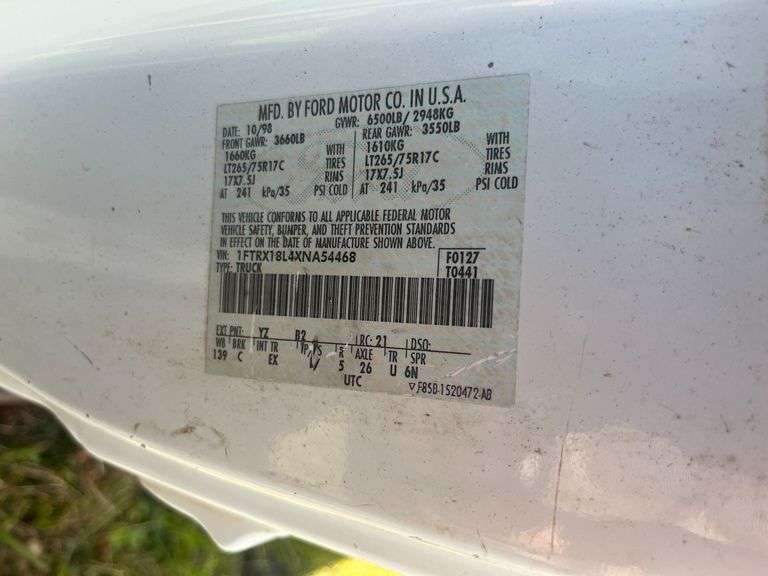 MFD. BY FORD MOTOR CO. IN U.S.A.
DATE: 10/98 GVWR: 6500LB/ 2948KG
FRONT GAWR: 3660LB REAR GAWR: 3550LB
1660KG WITH 1610KG WITH
LT265/75R17C TIRES LT265/75R17C TIRES
17X7.5J RIMS 17X7.5J RIMS
AT 241 kPa/35 PSI COLD AT 241 kPa/35 PSI COLD
THIS VEHICLE CONFORMS TO ALL APPLICABLE FEDERAL MOTOR
VEHICLE SAFETY, BUMPER, AND THEFT PREVENTION STANDARDS
IN EFFECT ON THE DATE OF MANUFACTURE SHOWN ABOVE.
VIN: 1FTRX18L4XNA54468 F0127
TYPE: TRUCK T0441
EXT PNT: YZ B2 RC: 21 DSO:
WB BRK INT TR TP/PS R AXLE TR SPR
139 C EX 5 26 U 6N
UTC
F85B-1520472-AB